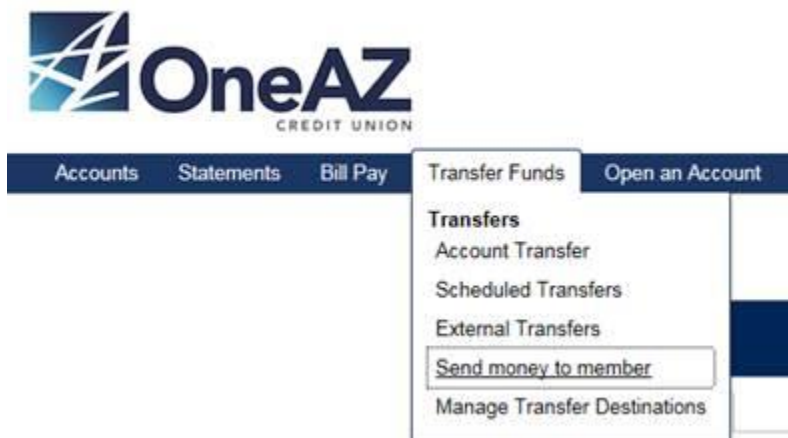 OneAZ
CREDIT UNION
Accounts Statements Bill Pay Transfer Funds Open an Account
Transfers
Account Transfer
Scheduled Transfers
External Transfers
Send money to member
Manage Transfer Destinations